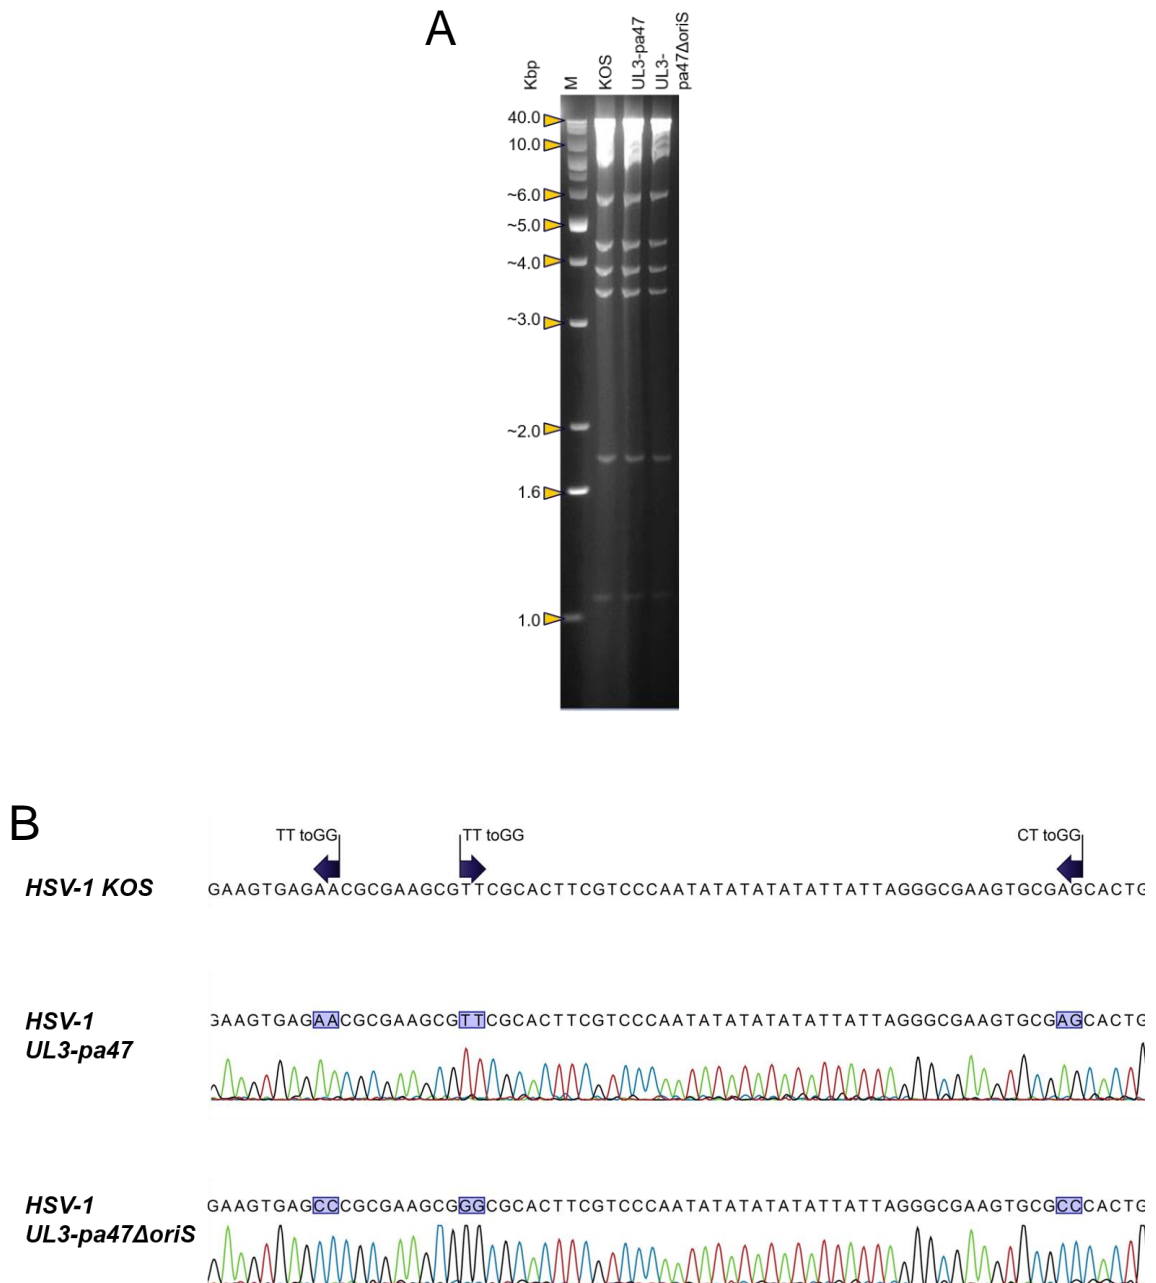 A
Kbp
M
KOS
UL3-pa47
UL3-
pa47ΔoriS
40.0
10.0
~6.0
~5.0
~4.0
~3.0
~2.0
1.6
1.0
B
TT toGG
TT toGG
CT toGG
HSV-1 KOS
GAAGTGAGAACGCGAAGCGTTCGCACTTCGTCCCAATATATATATATTATTAGGGCGAAGTGCGAGCACTG
HSV-1
UL3-pa47
GAAGTGAGAACGCGAAGCGTTCGCACTTCGTCCCAATATATATATATTATTAGGGCGAAGTGCGAGCACTG
HSV-1
UL3-pa47ΔoriS
GAAGTGAGCCCGCGAAGCGGGCGCACTTCGTCCCAATATATATATATTATTAGGGCGAAGTGCGCCCACTG